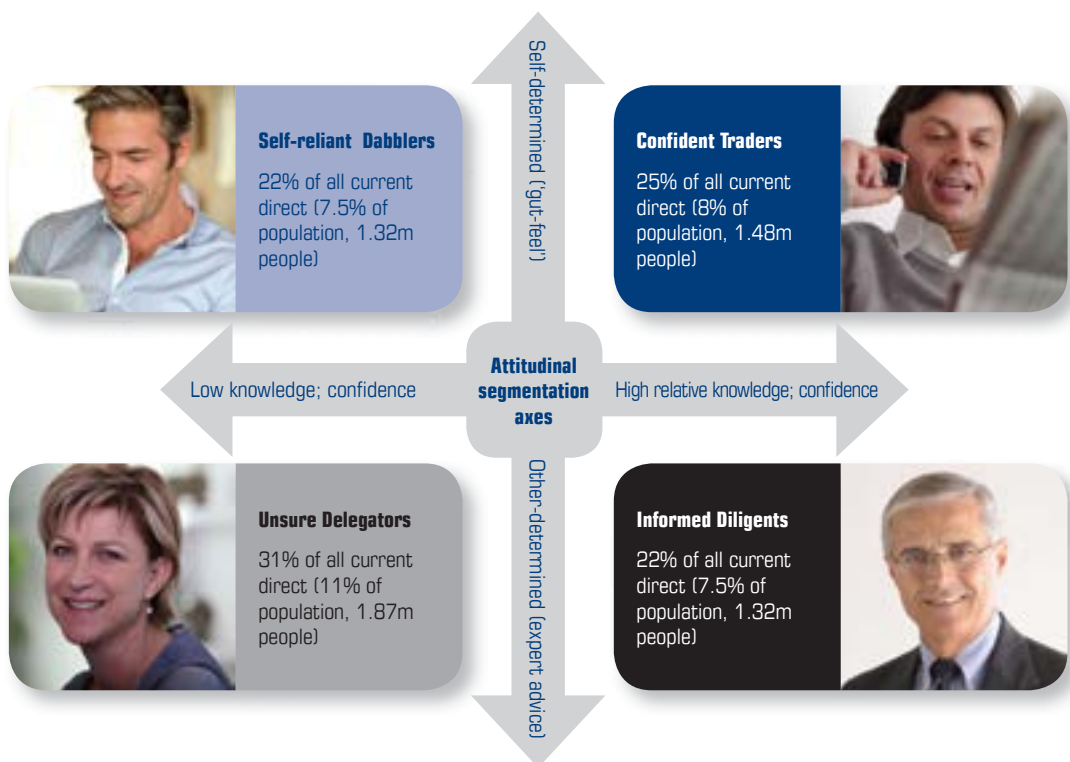 Self-determined ('gut-feel')
Self-reliant Dabblers
22% of all current
direct (7.5% of
population, 1.32m
people)
Confident Traders
25% of all current
direct (8% of
population, 1.48m
people)
Low knowledge; confidence
Attitudinal
segmentation
axes
High relative knowledge; confidence
Unsure Delegators
31% of all current
direct (11% of
population, 1.87m
people)
Other-determined (expert advice)
Informed Diligents
22% of all current
direct (7.5% of
population, 1.32m
people)